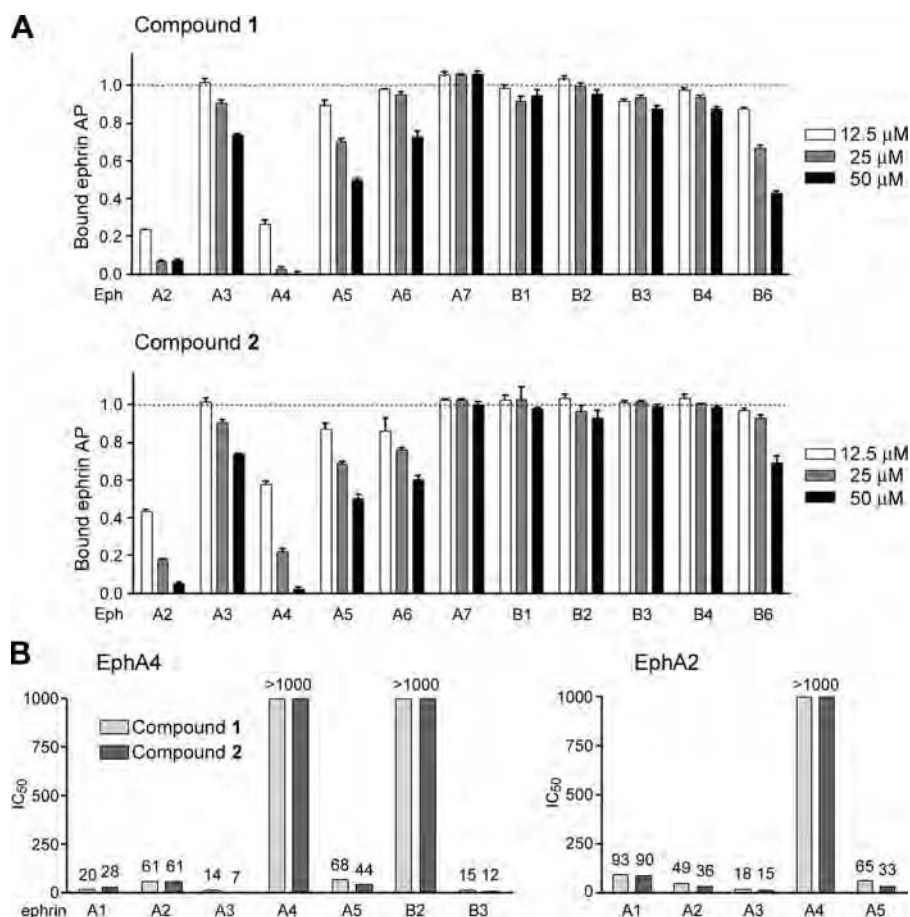 A
Compound 1
Bound ephrin AP
1.0
0.8
0.6
0.4
0.2
0.0
12.5 µM
25 µM
50 µM
Eph A2 A3 A4 A5 A6 A7 B1 B2 B3 B4 B6
Compound 2
Bound ephrin AP
1.0
0.8
0.6
0.4
0.2
0.0
12.5 µM
25 µM
50 µM
Eph A2 A3 A4 A5 A6 A7 B1 B2 B3 B4 B6
B
EphA4
IC50
1000
750
500
250
0
Compound 1
Compound 2
>1000 >1000
20 28 61 61 14 7 68 44 15 12
ephrin A1 A2 A3 A4 A5 B2 B3
EphA2
IC50
1000
750
500
250
0
>1000
93 90 49 36 18 15 65 33
A1 A2 A3 A4 A5